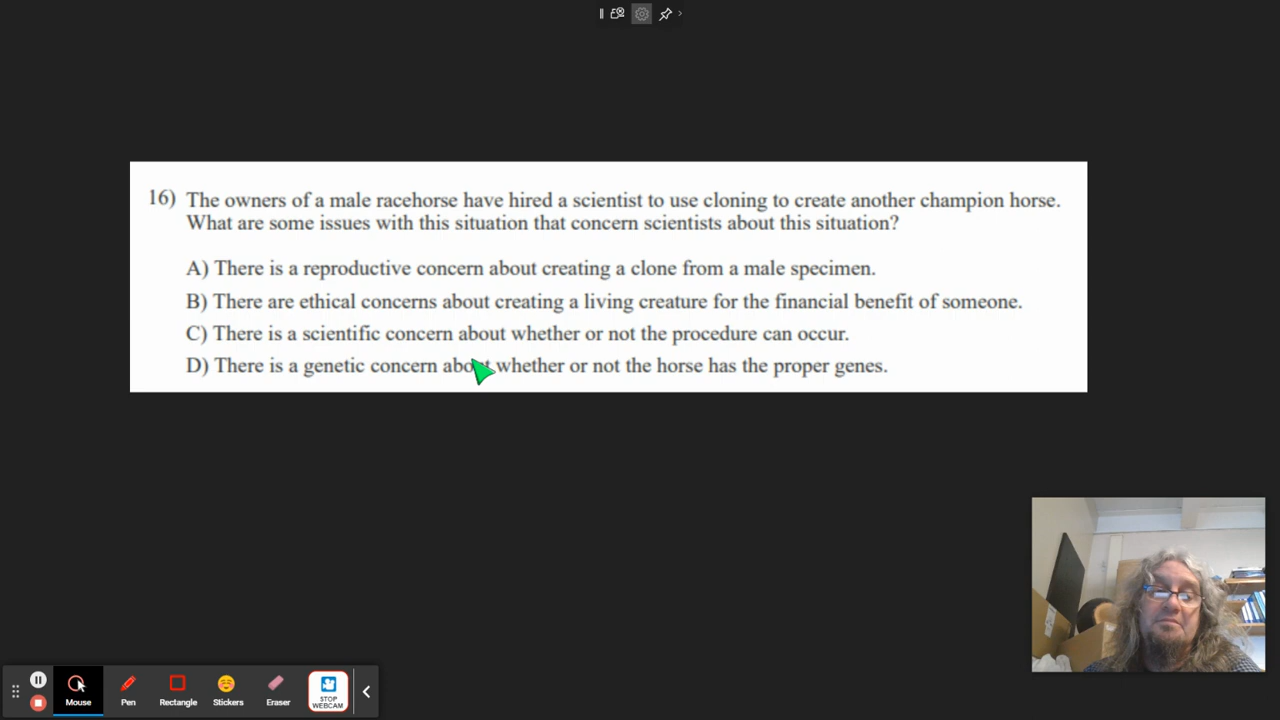 16) The owners of a male racehorse have hired a scientist to use cloning to create another champion horse.
What are some issues with this situation that concern scientists about this situation?
A) There is a reproductive concern about creating a clone from a male specimen.
B) There are ethical concerns about creating a living creature for the financial benefit of someone.
C) There is a scientific concern about whether or not the procedure can occur.
D) There is a genetic concern about whether or not the horse has the proper genes.
Mouse
Pen
Rectangle
Stickers
Eraser
STOP
WEBCAM